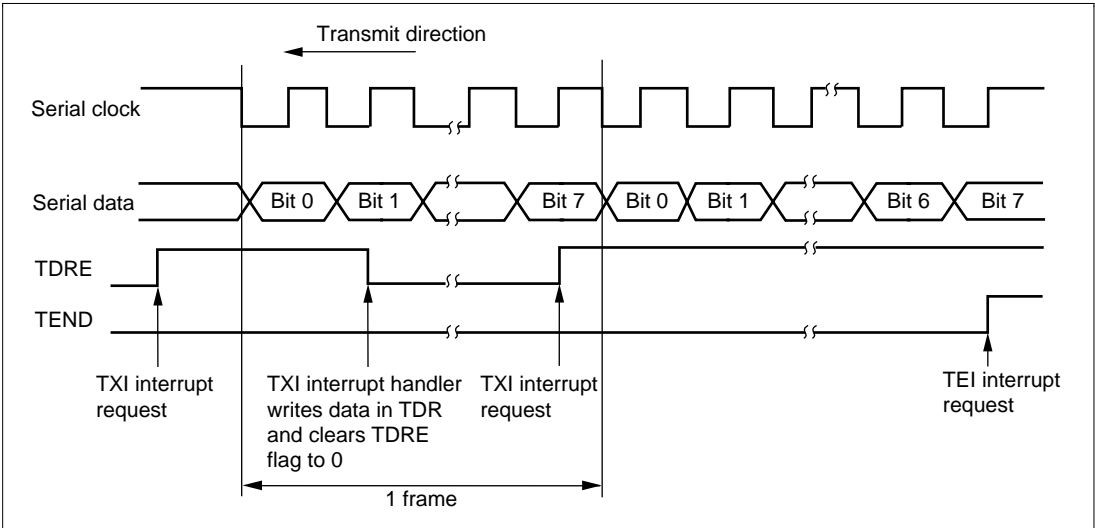 Transmit direction
Serial clock
Serial data
Bit 0
Bit 1
Bit 7
Bit 0
Bit 1
Bit 6
Bit 7
TDRE
TEND
TXI interrupt
request
TXI interrupt handler
writes data in TDR
and clears TDRE
flag to 0
TXI interrupt
request
TEI interrupt
request
1 frame